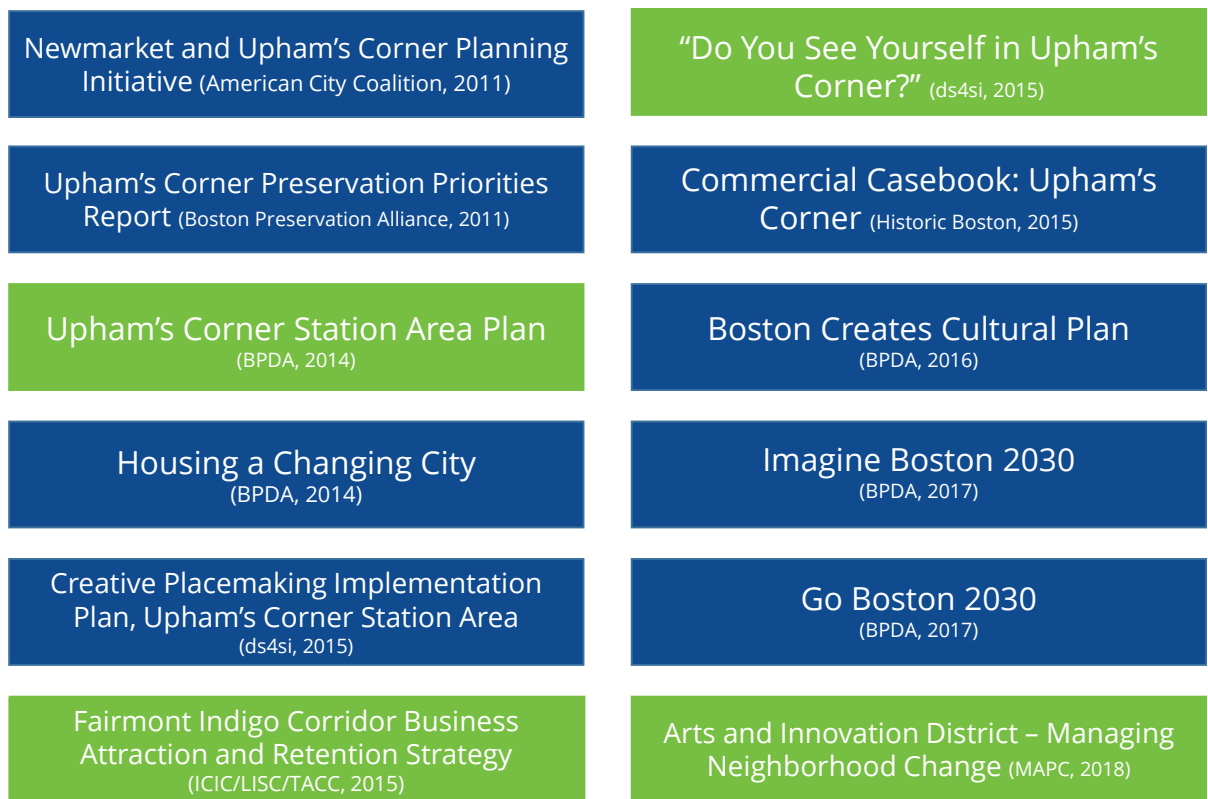 Newmarket and Upham’s Corner Planning
Initiative (American City Coalition, 2011)
Upham’s Corner Preservation Priorities
Report (Boston Preservation Alliance, 2011)
Upham’s Corner Station Area Plan
(BPDA, 2014)
Housing a Changing City
(BPDA, 2014)
Creative Placemaking Implementation
Plan, Upham’s Corner Station Area
(ds4si, 2015)
Fairmont Indigo Corridor Business
Attraction and Retention Strategy
(ICIC/LISC/TACC, 2015)
“Do You See Yourself in Upham’s
Corner?” (ds4si, 2015)
Commercial Casebook: Upham’s
Corner (Historic Boston, 2015)
Boston Creates Cultural Plan
(BPDA, 2016)
Imagine Boston 2030
(BPDA, 2017)
Go Boston 2030
(BPDA, 2017)
Arts and Innovation District – Managing
Neighborhood Change (MAPC, 2018)